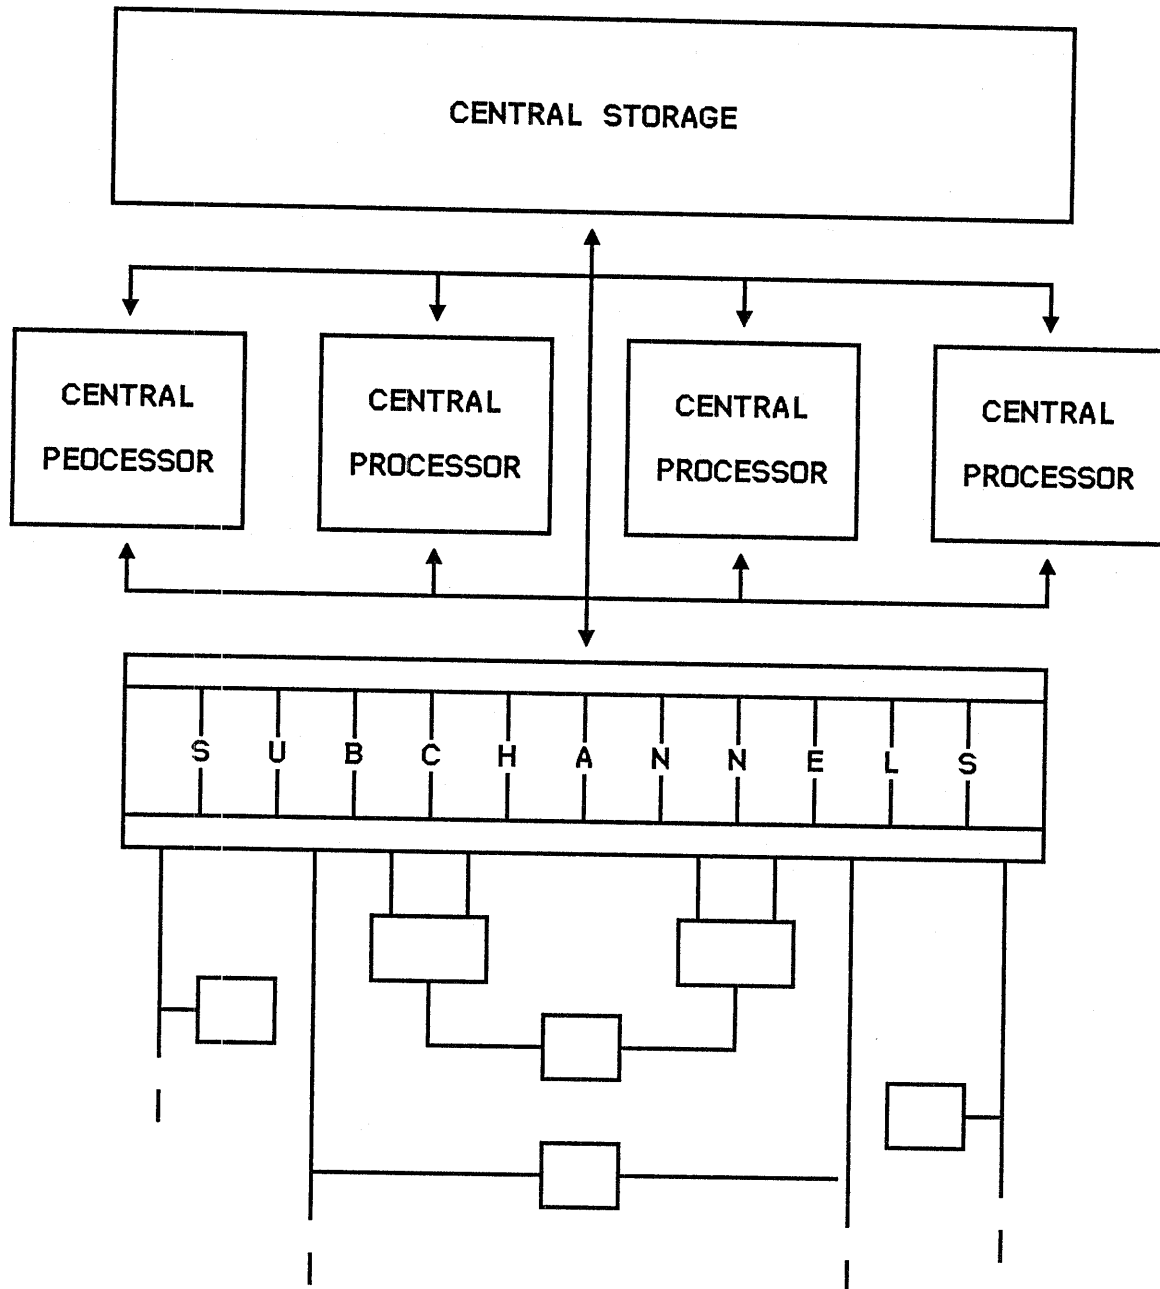 CENTRAL STORAGE
CENTRAL
PEOCESSOR
CENTRAL
PROCESSOR
CENTRAL
PROCESSOR
CENTRAL
PROCESSOR
S U B C H A N N E L S